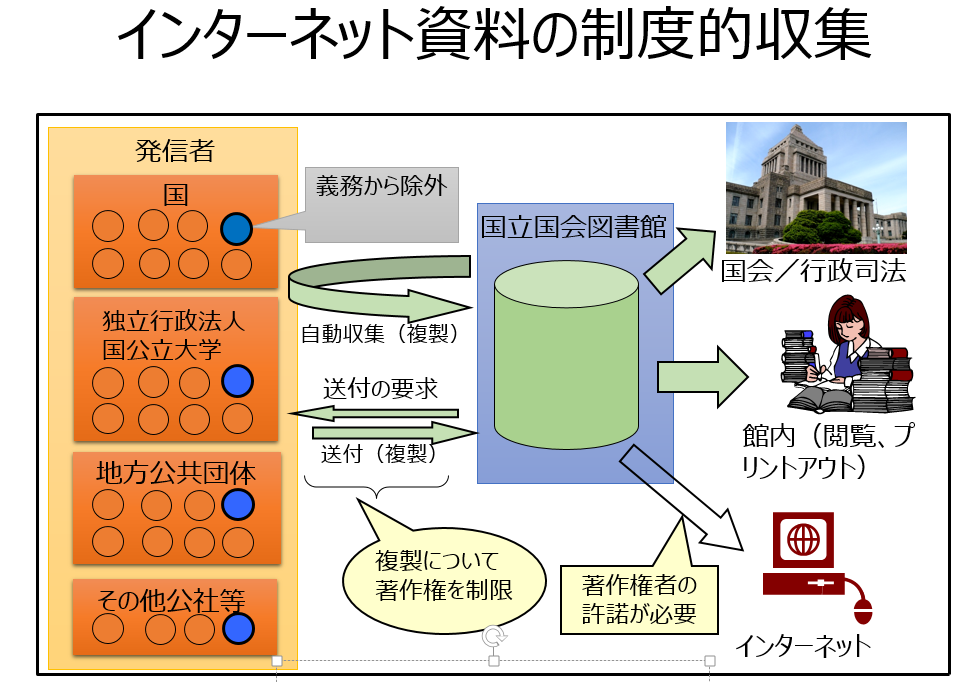 インターネット資料の制度的収集
発信者
国
義務から除外
独立行政法人
国公立大学
地方公共団体
その他公社等
自動収集（複製）
送付の要求
送付（複製）
複製について
著作権を制限
国立国会図書館
著作権者の
許諾が必要
国会／行政司法
館内（閲覧、プ
リントアウト）
インターネット